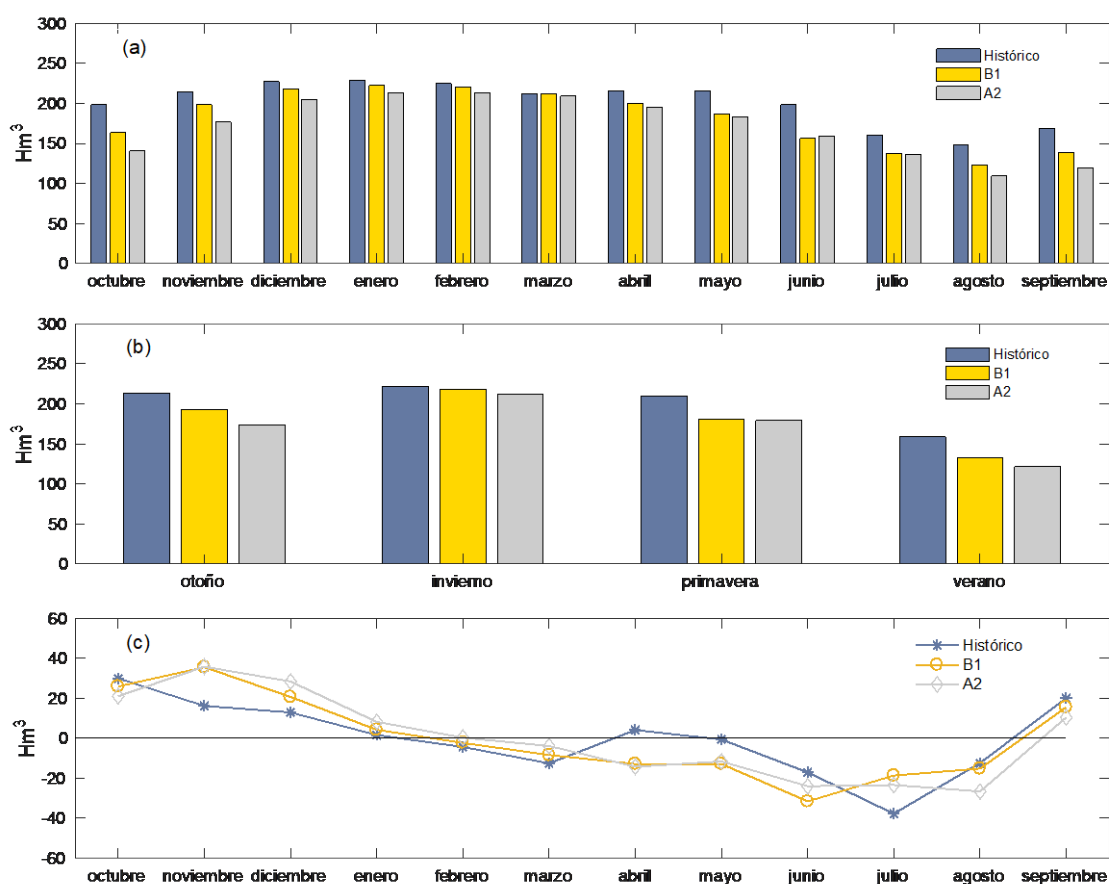 (a)
300
250
200
150
100
50
0
Hm³
Histórico
B1
A2
octubre noviembre diciembre enero febrero marzo abril mayo junio julio agosto septiembre
(b)
300
250
200
150
100
50
0
Hm³
Histórico
B1
A2
otoño invierno primavera verano
(c)
60
40
20
0
-20
-40
-60
Hm³
Histórico
B1
A2
octubre noviembre diciembre enero febrero marzo abril mayo junio julio agosto septiembre